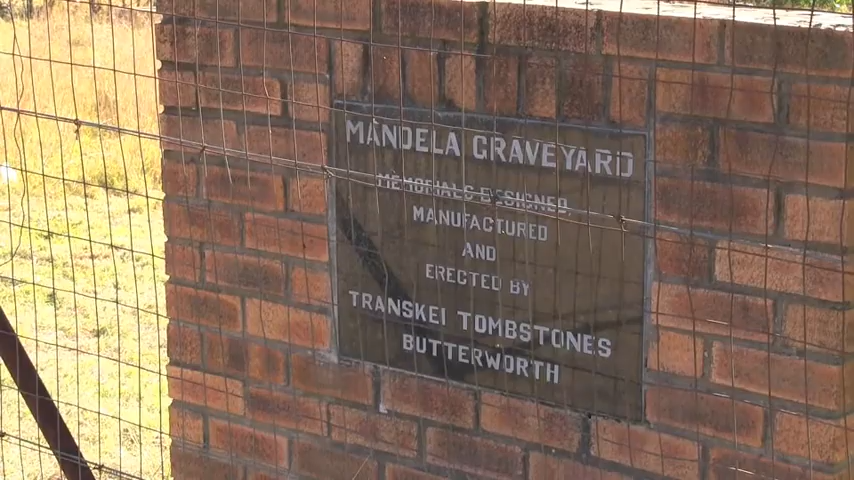 MANDELA GRAVEYARD
MEMORIALS DESIGNED,
MANUFACTURED
AND
ERECTED BY
TRANSKEI TOMBSTONES
BUTTERWORTH